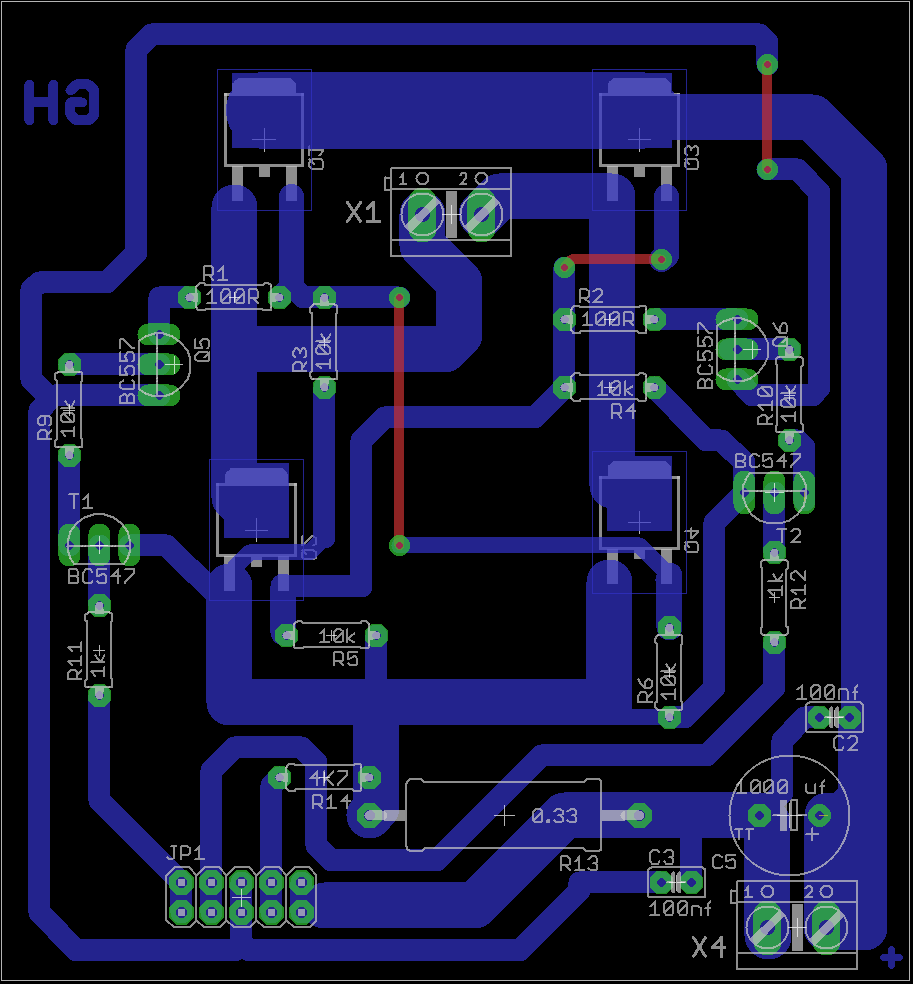 HG
Q1
Q3
1 2
X1
R1
100R
R2
100R
Q5
BC557
R3
10k
BC557
Q6
R9
10k
10k
R4
R10
10k
BC547
T1
BC547
T2
Q4
1k
R12
R11
1k
10k
R5
R6
10k
100nf
C2
4K7
R14
1000 uf
0.33
TT +
JP1
R13
C3 C5
100nf
1 2
X4
+